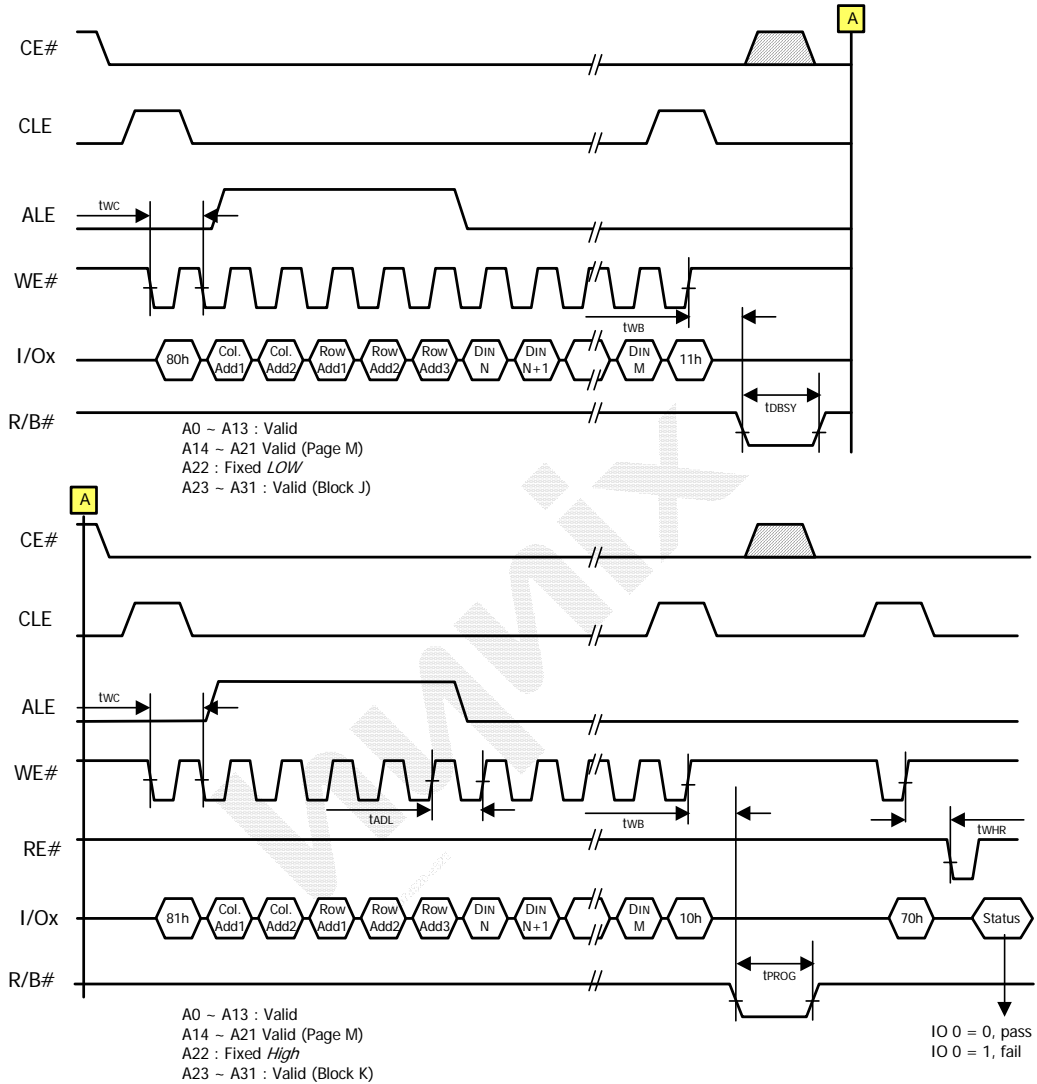 A
CE#
CLE
ALE
tWC
WE#
tWB
I/Ox
80h Col. Add1 Col. Add2 Row Add1 Row Add2 Row Add3 DIN N DIN N+1 DIN M 11h
tDBSY
R/B#
A0 ~ A13 : Valid
A14 ~ A21 Valid (Page M)
A22 : Fixed LOW
A23 ~ A31 : Valid (Block J)
A
CE#
CLE
ALE
tWC
WE#
tADL
tWB
tWHR
RE#
I/Ox
81h Col. Add1 Col. Add2 Row Add1 Row Add2 Row Add3 DIN N DIN N+1 DIN M 10h 70h Status
tPROG
R/B#
A0 ~ A13 : Valid
A14 ~ A21 Valid (Page M)
A22 : Fixed High
A23 ~ A31 : Valid (Block K)
IO 0 = 0, pass
IO 0 = 1, fail